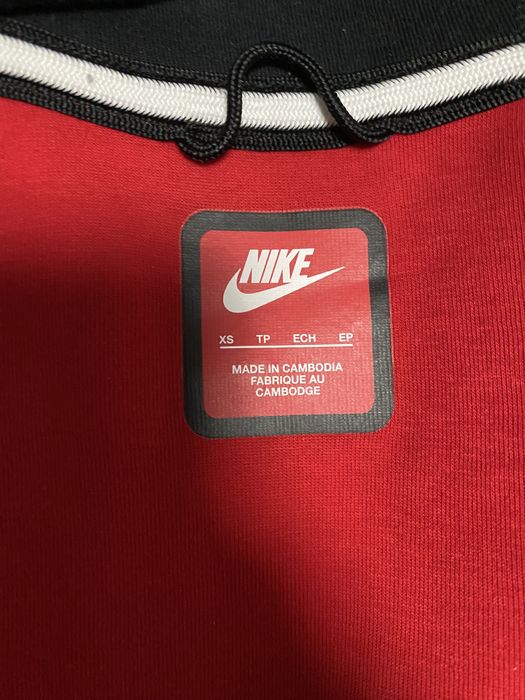 NIKE
XS TP ECH EP
MADE IN CAMBODIA
FABRIQUE AU
CAMBODGE